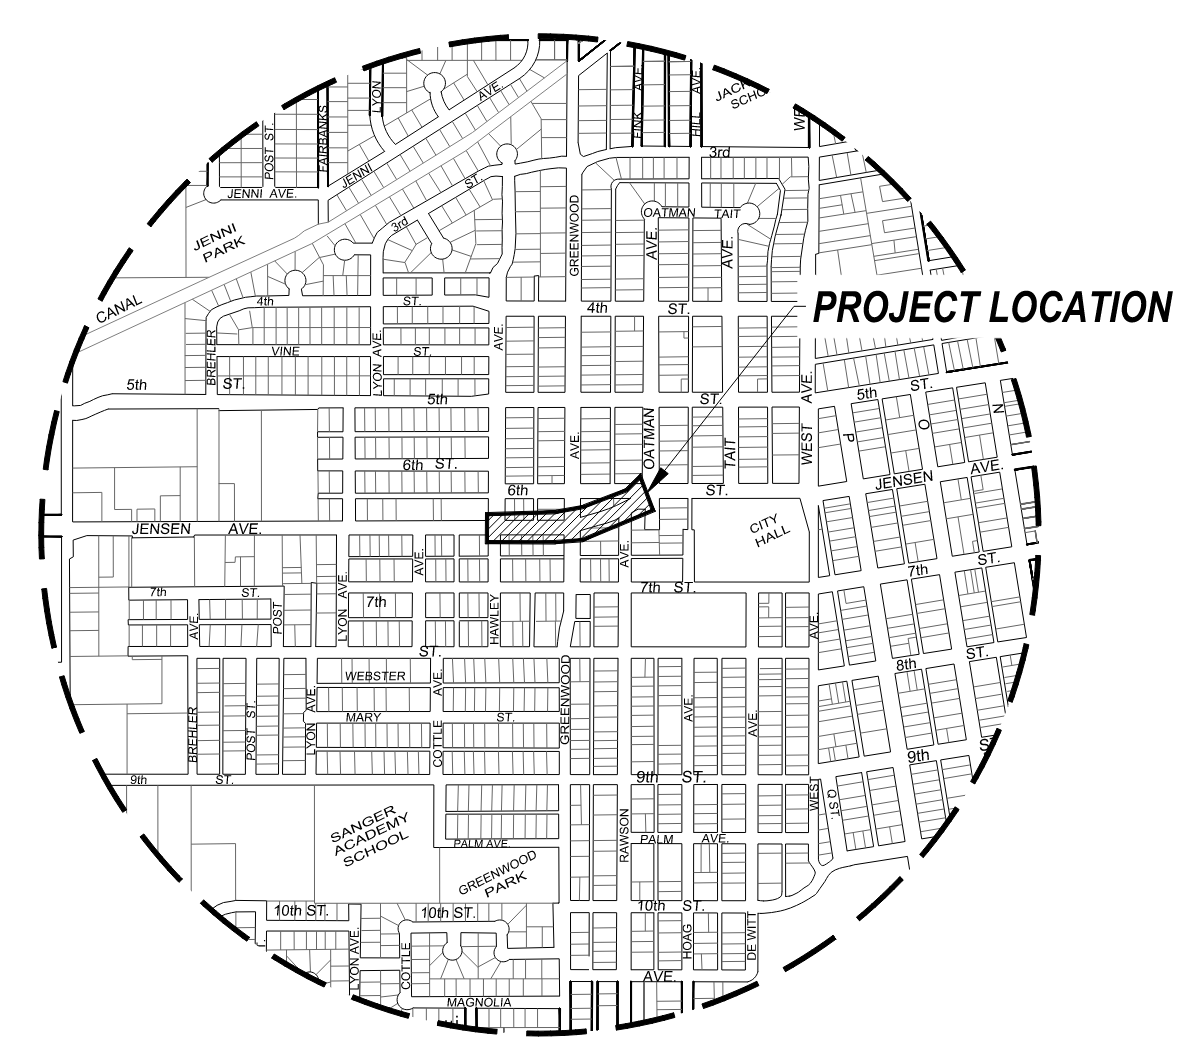 LYON
AVE.
FINK AVE.
HILL AVE.
POST ST.
FAIRBANKS
3rd
JENNI
JENNI AVE.
ST.
3rd
OATMAN TAIT
GREENWOOD
AVE.
AVE.
JENNI
PARK
CANAL
4th ST.
4th ST.
PROJECT LOCATION
BREHLER
VINE ST.
LYON AVE.
AVE.
5th ST.
5th
ST.
AVE.
5th ST.
WEST
OATMAN
TAIT
AVE.
P
O
N
6th ST.
6th
ST.
JENSEN AVE.
JENSEN AVE.
CITY
HALL
AVE.
AVE.
7th ST.
7th ST.
7th ST.
7th
LYON AVE.
POST
AVE.
HAWLEY
AVE.
ST.
8th ST.
WEBSTER
MARY ST.
BREHLER
POST ST.
LYON AVE.
COTTLE AVE.
GREENWOOD
AVE.
AVE.
9th ST.
9th ST.
9th
WEST
Q ST.
SANGER
ACADEMY
SCHOOL
PALM AVE.
RAWSON
PALM AVE.
GREENWOOD
PARK
10th ST.
10th ST.
10th ST.
LYON AVE.
COTTLE
HOAG
DE WITT
AVE.
MAGNOLIA